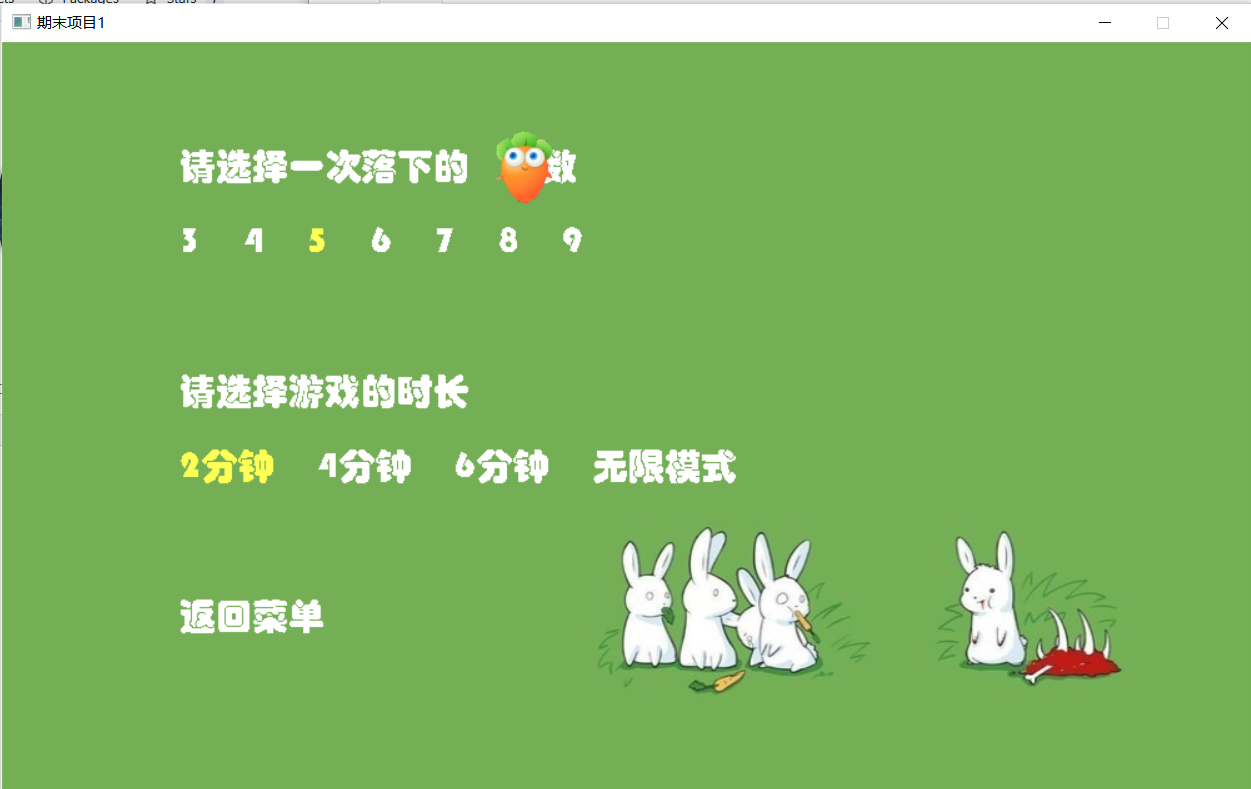 Packages
Stars
期末项目1
请选择一次落下的 数
3 4 5 6 7 8 9
请选择游戏的时长
2分钟 4分钟 6分钟 无限模式
返回菜单